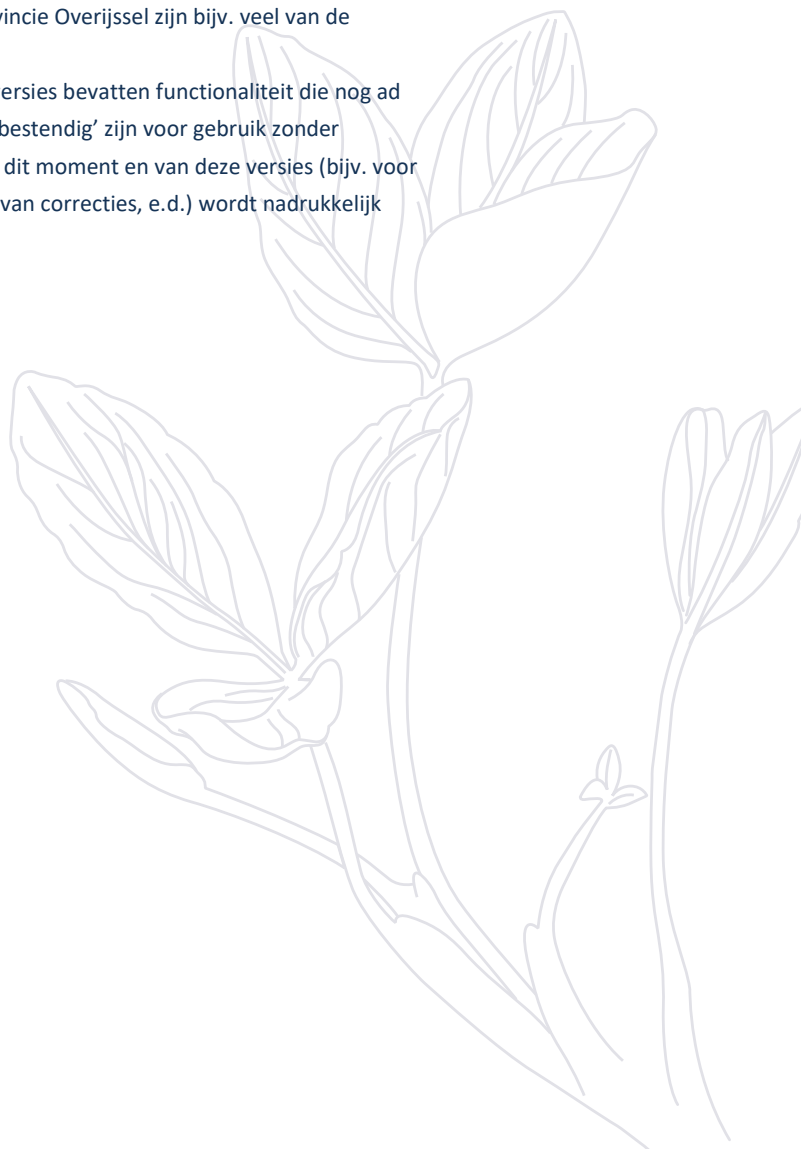 vincie Overijssel zijn bijv. veel van de
ersies bevatten functionaliteit die nog ad
bestendig’ zijn voor gebruik zonder
dit moment en van deze versies (bijv. voor
van correcties, e.d.) wordt nadrukkelijk